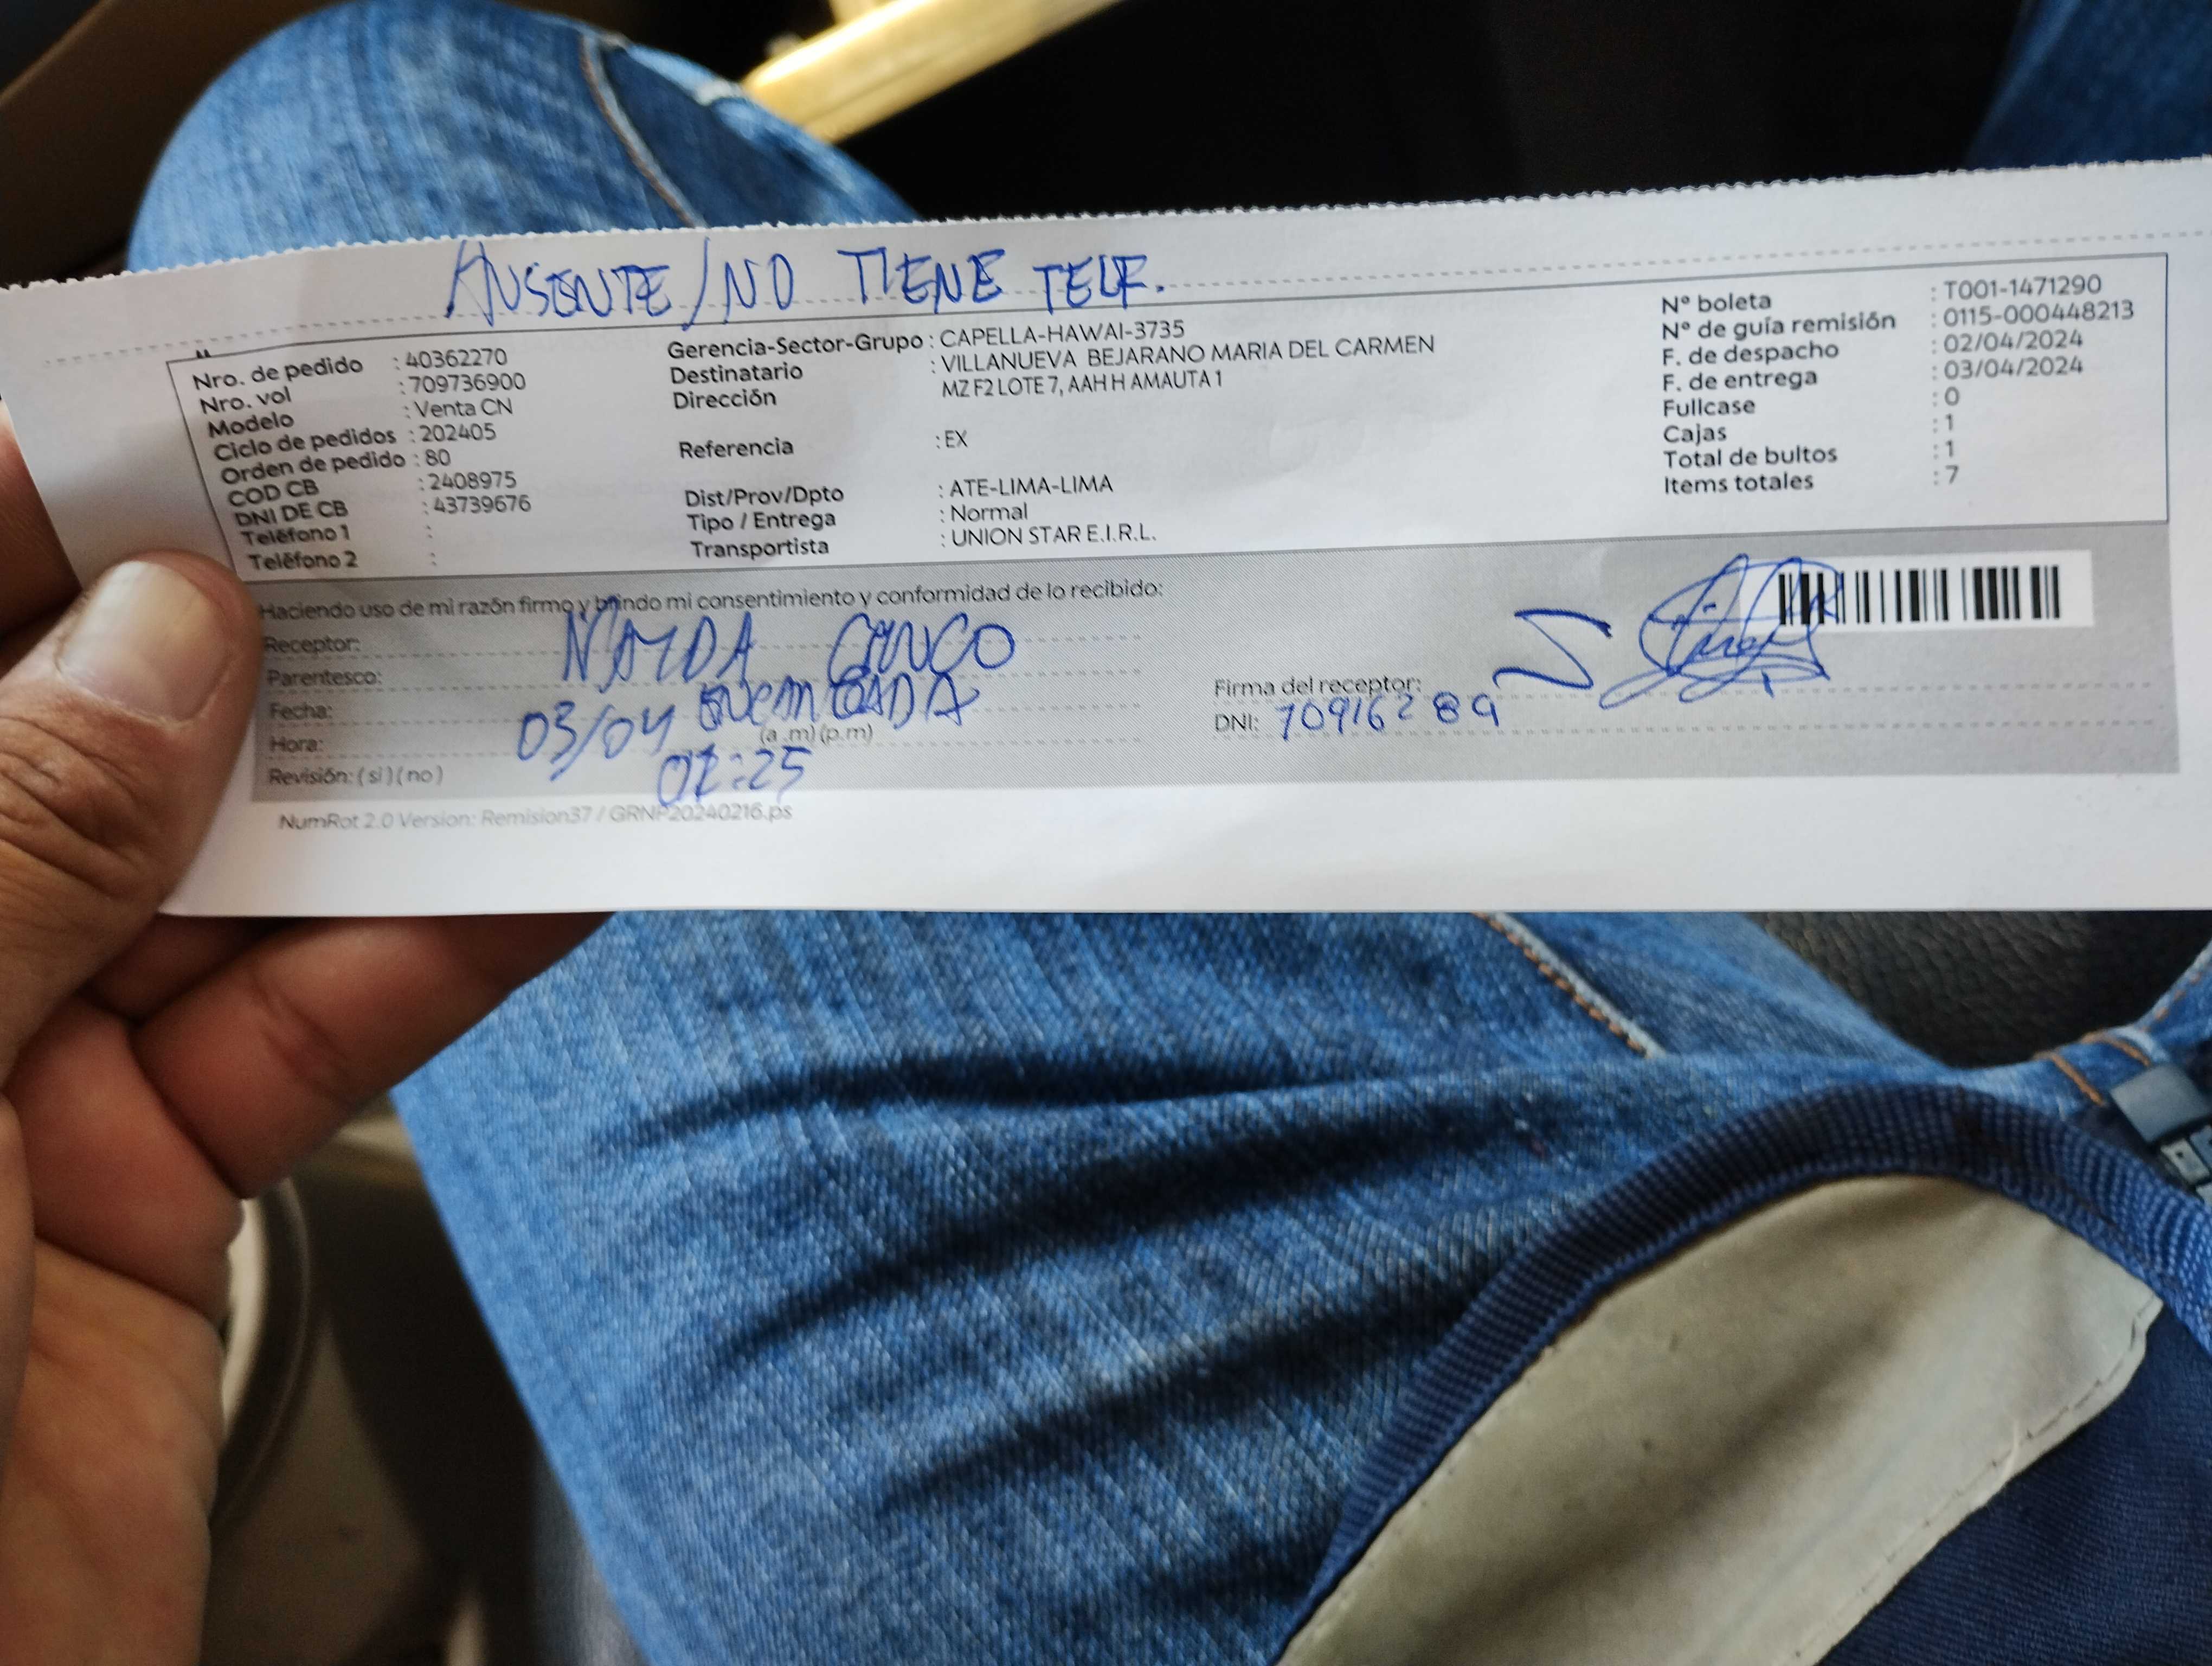 AUSENTE/NO TIENE TELF.
Nro. de pedido : 40362270
Nro. vol : 709736900
Modelo : Venta CN
Ciclo de pedidos : 202405
Orden de pedido : 80
COD CB : 2408975
DNI DE CB : 43739676
Teléfono 1 :
Teléfono 2 :
Gerencia-Sector-Grupo : CAPELLA-HAWAI-3735
Destinatario : VILLANUEVA BEJARANO MARIA DEL CARMEN
Dirección MZ F2 LOTE 7, AAH H AMAUTA 1
Referencia : EX
Dist/Prov/Dpto : ATE-LIMA-LIMA
Tipo / Entrega : Normal
Transportista : UNION STAR E.I.R.L.
N° boleta : T001-1471290
N° de guía remisión : 0115-000448213
F. de despacho : 02/04/2024
F. de entrega : 03/04/2024
Fullcase : 0
Cajas : 1
Total de bultos : 1
Items totales : 7
Haciendo uso de mi razón firmo y brindo mi consentimiento y conformidad de lo recibido:
Receptor: NAYDA
Parentesco:
Fecha: 03/04
Hora: (a .m) (p.m)
:25
Revisión: ( si ) ( no )
Firma del receptor:
DNI: 70916289
NumRot 2.0 Version: Remision37 / GRNP20240216.ps